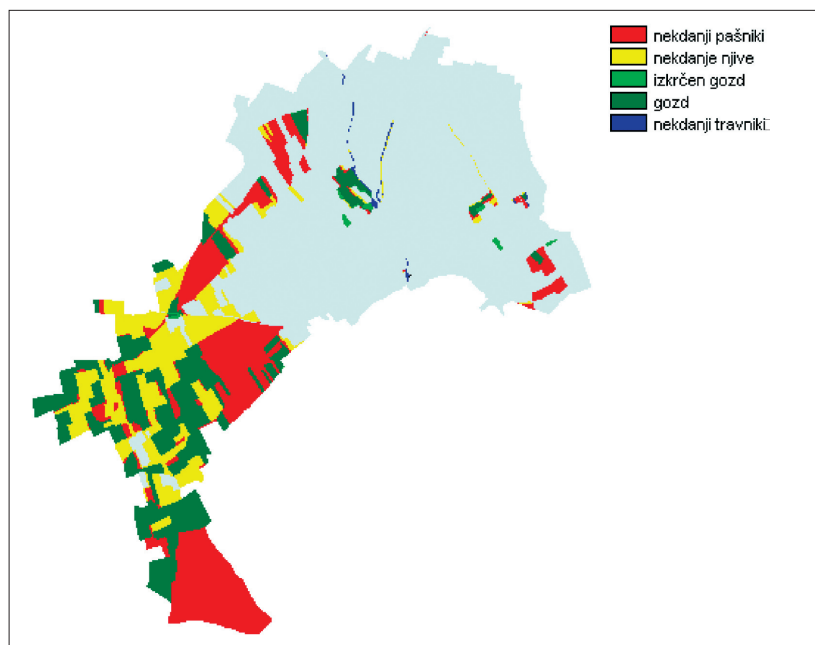 nekdanji pašniki
nekdanje njive
izkrčen gozd
gozd
nekdanji travniki